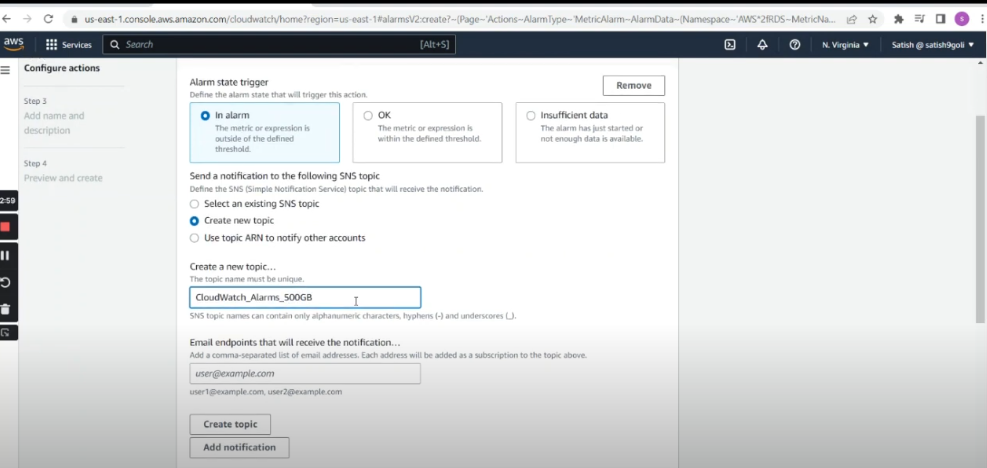 us-east-1.console.aws.amazon.com/cloudwatch/home?region=us-east-1#alarmsV2:create?~(Page~'Actions~AlarmType~'MetricAlarm~AlarmData~(Namespace~'AWS*2fRDS~MetricNa...
S
aws
Services
Search
[Alt+S]
N. Virginia
Satish @ satish9goli
Configure actions
Step 3
Add name and
description
Step 4
Preview and create
2:59
Alarm state trigger
Define the alarm state that will trigger this action.
Remove
In alarm
The metric or expression is
outside of the defined
threshold.
OK
The metric or expression is
within the defined threshold.
Insufficient data
The alarm has just started or
not enough data is available.
Send a notification to the following SNS topic
Define the SNS (Simple Notification Service) topic that will receive the notification.
Select an existing SNS topic
Create new topic
Use topic ARN to notify other accounts
Create a new topic...
The topic name must be unique.
CloudWatch_Alarms_500GB
SNS topic names can contain only alphanumeric characters, hyphens (-) and underscores (_).
Email endpoints that will receive the notification...
Add a comma-separated list of email addresses. Each address will be added as a subscription to the topic above.
user@example.com
user1@example.com, user2@example.com
Create topic
Add notification